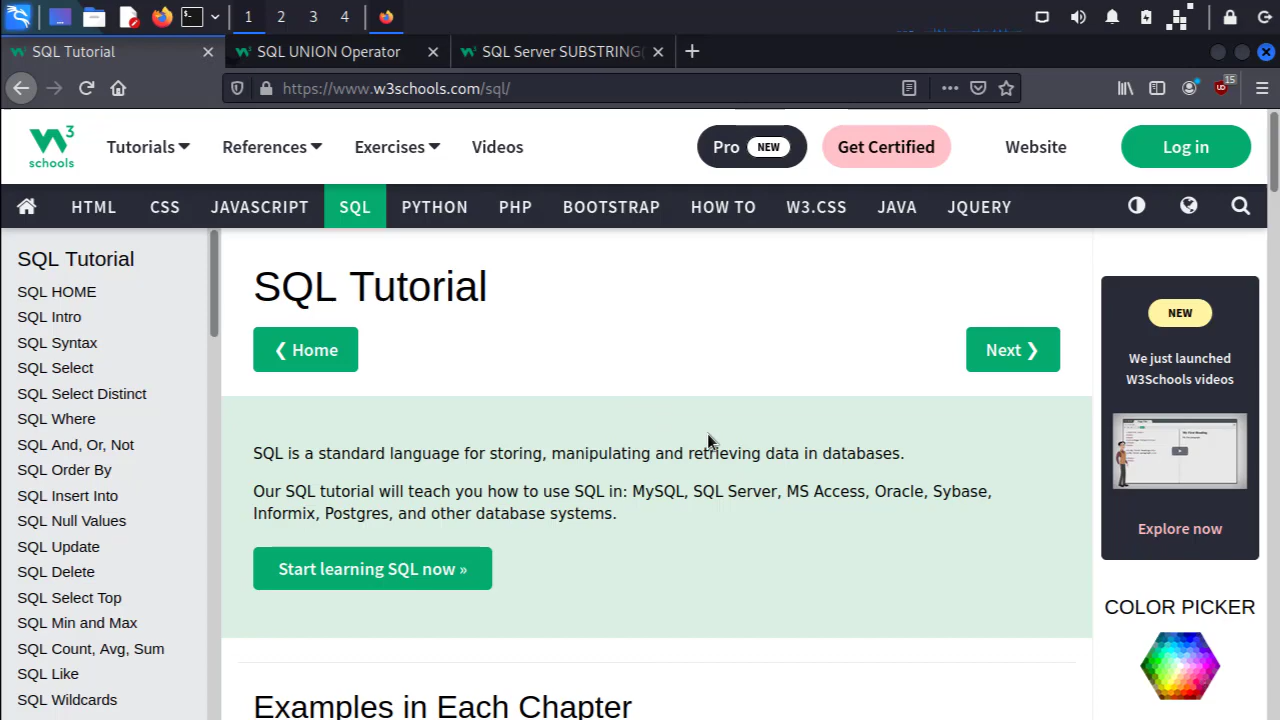 1 2 3 4
SQL Tutorial
SQL UNION Operator
SQL Server SUBSTRING(
https://www.w3schools.com/sql/
15
W3 schools
Tutorials
References
Exercises
Videos
Pro NEW
Get Certified
Website
Log in
HTML
CSS
JAVASCRIPT
SQL
PYTHON
PHP
BOOTSTRAP
HOW TO
W3.CSS
JAVA
JQUERY
SQL Tutorial
SQL HOME
SQL Intro
SQL Syntax
SQL Select
SQL Select Distinct
SQL Where
SQL And, Or, Not
SQL Order By
SQL Insert Into
SQL Null Values
SQL Update
SQL Delete
SQL Select Top
SQL Min and Max
SQL Count, Avg, Sum
SQL Like
SQL Wildcards
SQL Tutorial
❮ Home
Next ❯
SQL is a standard language for storing, manipulating and retrieving data in databases.
Our SQL tutorial will teach you how to use SQL in: MySQL, SQL Server, MS Access, Oracle, Sybase,
Informix, Postgres, and other database systems.
Start learning SQL now »
Examples in Each Chapter
NEW
We just launched
W3Schools videos
Explore now
COLOR PICKER